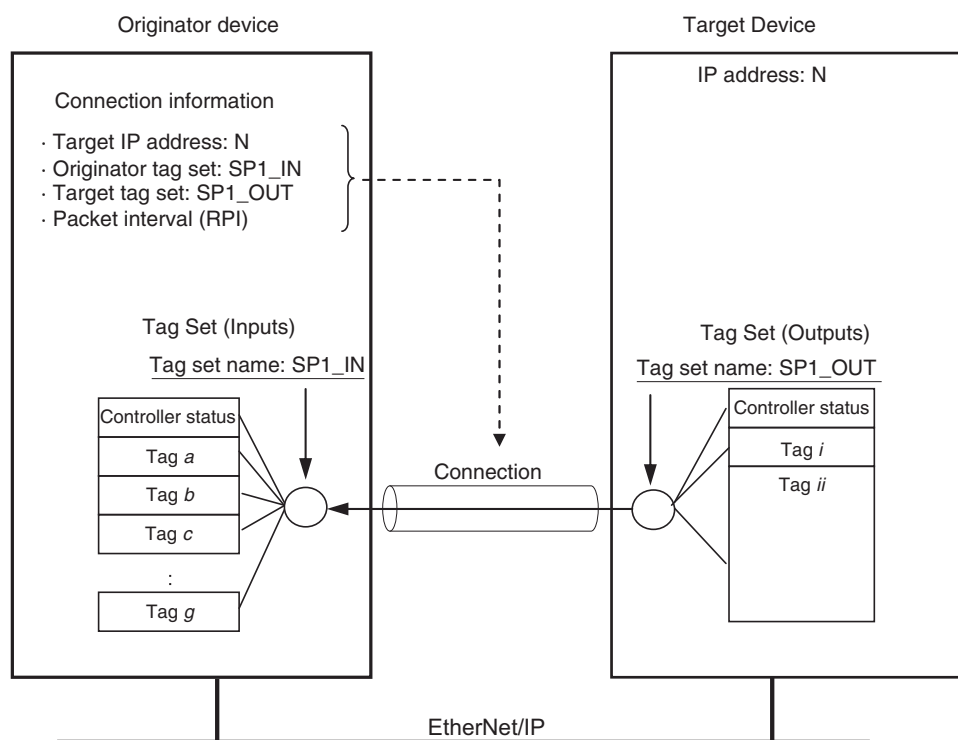 Originator device
Target Device
IP address: N
Connection information
· Target IP address: N
· Originator tag set: SP1_IN
· Target tag set: SP1_OUT
· Packet interval (RPI)
Tag Set (Inputs)
Tag set name: SP1_IN
Controller status
Tag a
Tag b
Tag c
:
Tag g
Connection
Tag Set (Outputs)
Tag set name: SP1_OUT
Controller status
Tag i
Tag ii
EtherNet/IP